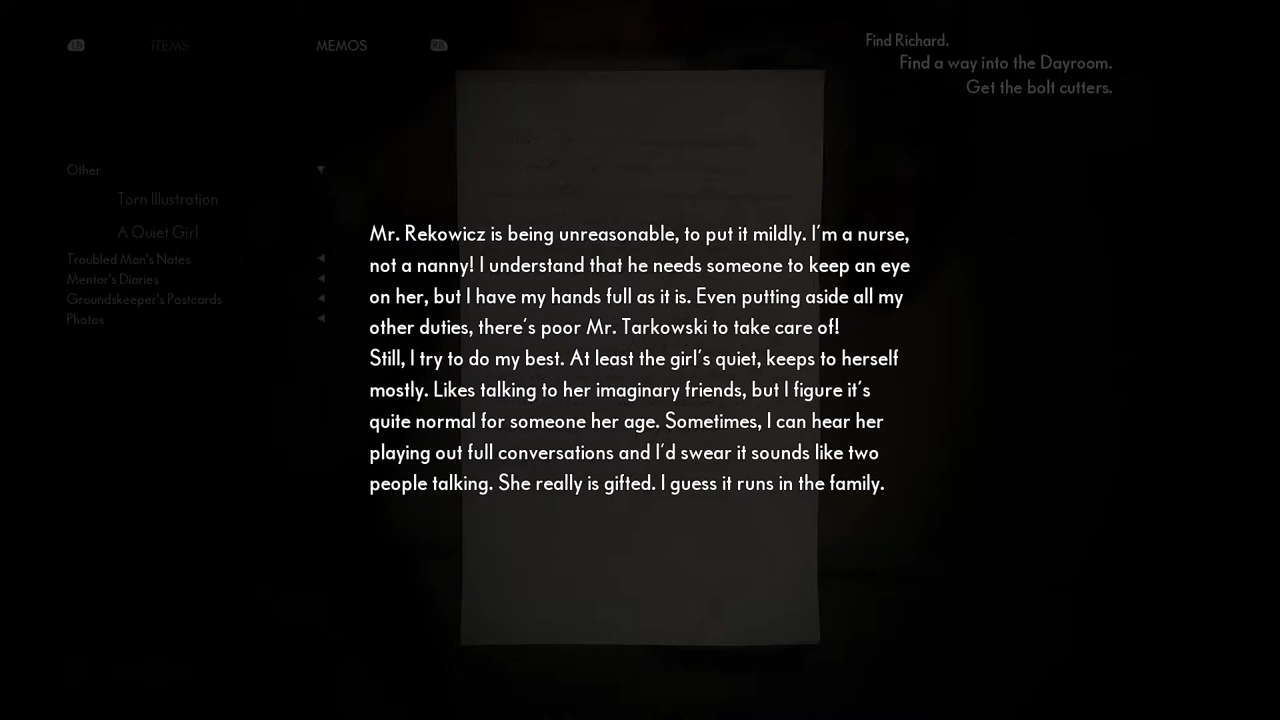 LB
ITEMS
MEMOS
RB
Find Richard.
Find a way into the Dayroom.
Get the bolt cutters.
Other
Torn Illustration
A Quiet Girl
Troubled Man's Notes
Mentor's Diaries
Groundskeeper's Postcards
Photos
Mr. Rekowicz is being unreasonable, to put it mildly. I'm a nurse,
not a nanny! I understand that he needs someone to keep an eye
on her, but I have my hands full as it is. Even putting aside all my
other duties, there's poor Mr. Tarkowski to take care of!
Still, I try to do my best. At least the girl's quiet, keeps to herself
mostly. Likes talking to her imaginary friends, but I figure it's
quite normal for someone her age. Sometimes, I can hear her
playing out full conversations and I'd swear it sounds like two
people talking. She really is gifted. I guess it runs in the family.